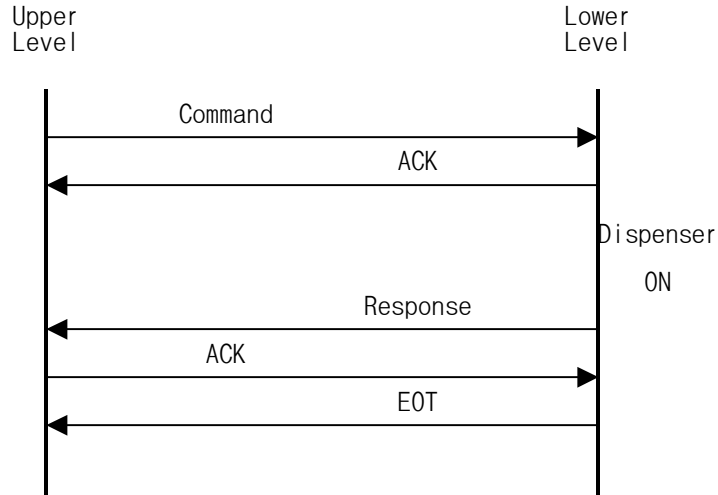 Upper
Level
Lower
Level
Command
ACK
Dispenser
ON
Response
ACK
EOT